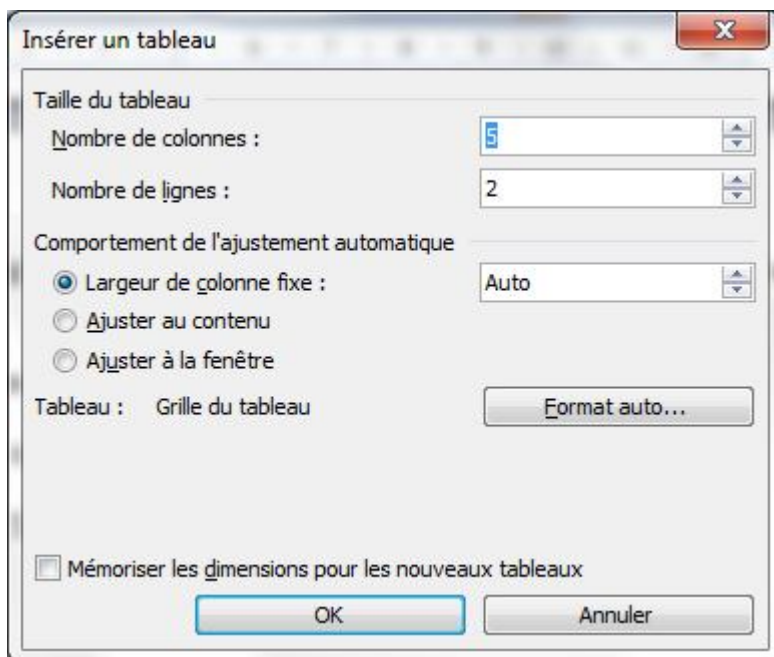 Insérer un tableau
Taille du tableau
Nombre de colonnes : 5
Nombre de lignes : 2
Comportement de l'ajustement automatique
Largeur de colonne fixe : Auto
Ajuster au contenu
Ajuster à la fenêtre
Tableau : Grille du tableau Format auto...
Mémoriser les dimensions pour les nouveaux tableaux
OK Annuler